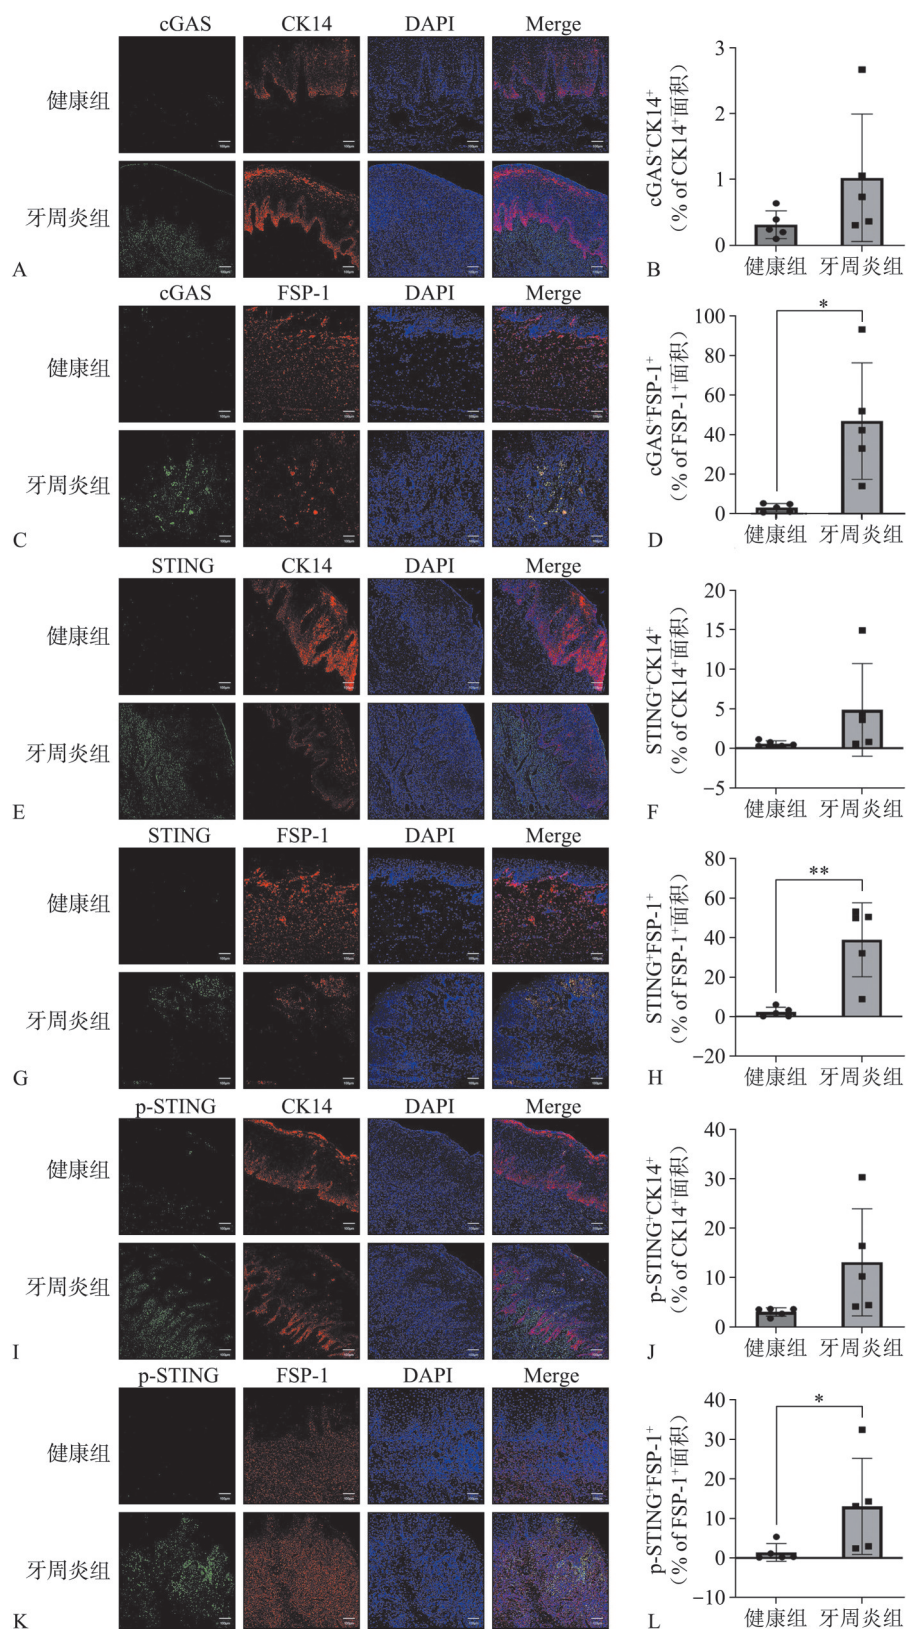 cGAS CK14 DAPI Merge
健康组
牙周炎组
A
cGAS⁺CK14⁺
(% of CK14⁺面积)
3
2
1
0
健康组 牙周炎组
B
cGAS FSP-1 DAPI Merge
健康组
牙周炎组
C
cGAS⁺FSP-1⁺
(% of FSP-1⁺面积)
*
100
80
60
40
20
0
健康组 牙周炎组
D
STING CK14 DAPI Merge
健康组
牙周炎组
E
STING⁺CK14⁺
(% of CK14⁺面积)
20
15
10
5
0
−5
健康组 牙周炎组
F
STING FSP-1 DAPI Merge
健康组
牙周炎组
G
STING⁺FSP-1⁺
(% of FSP-1⁺面积)
**
80
60
40
20
0
−20
健康组 牙周炎组
H
p-STING CK14 DAPI Merge
健康组
牙周炎组
I
p-STING⁺CK14⁺
(% of CK14⁺面积)
40
30
20
10
0
健康组 牙周炎组
J
p-STING FSP-1 DAPI Merge
健康组
牙周炎组
K
p-STING⁺FSP-1⁺
(% of FSP-1⁺面积)
*
40
30
20
10
0
−10
健康组 牙周炎组
L